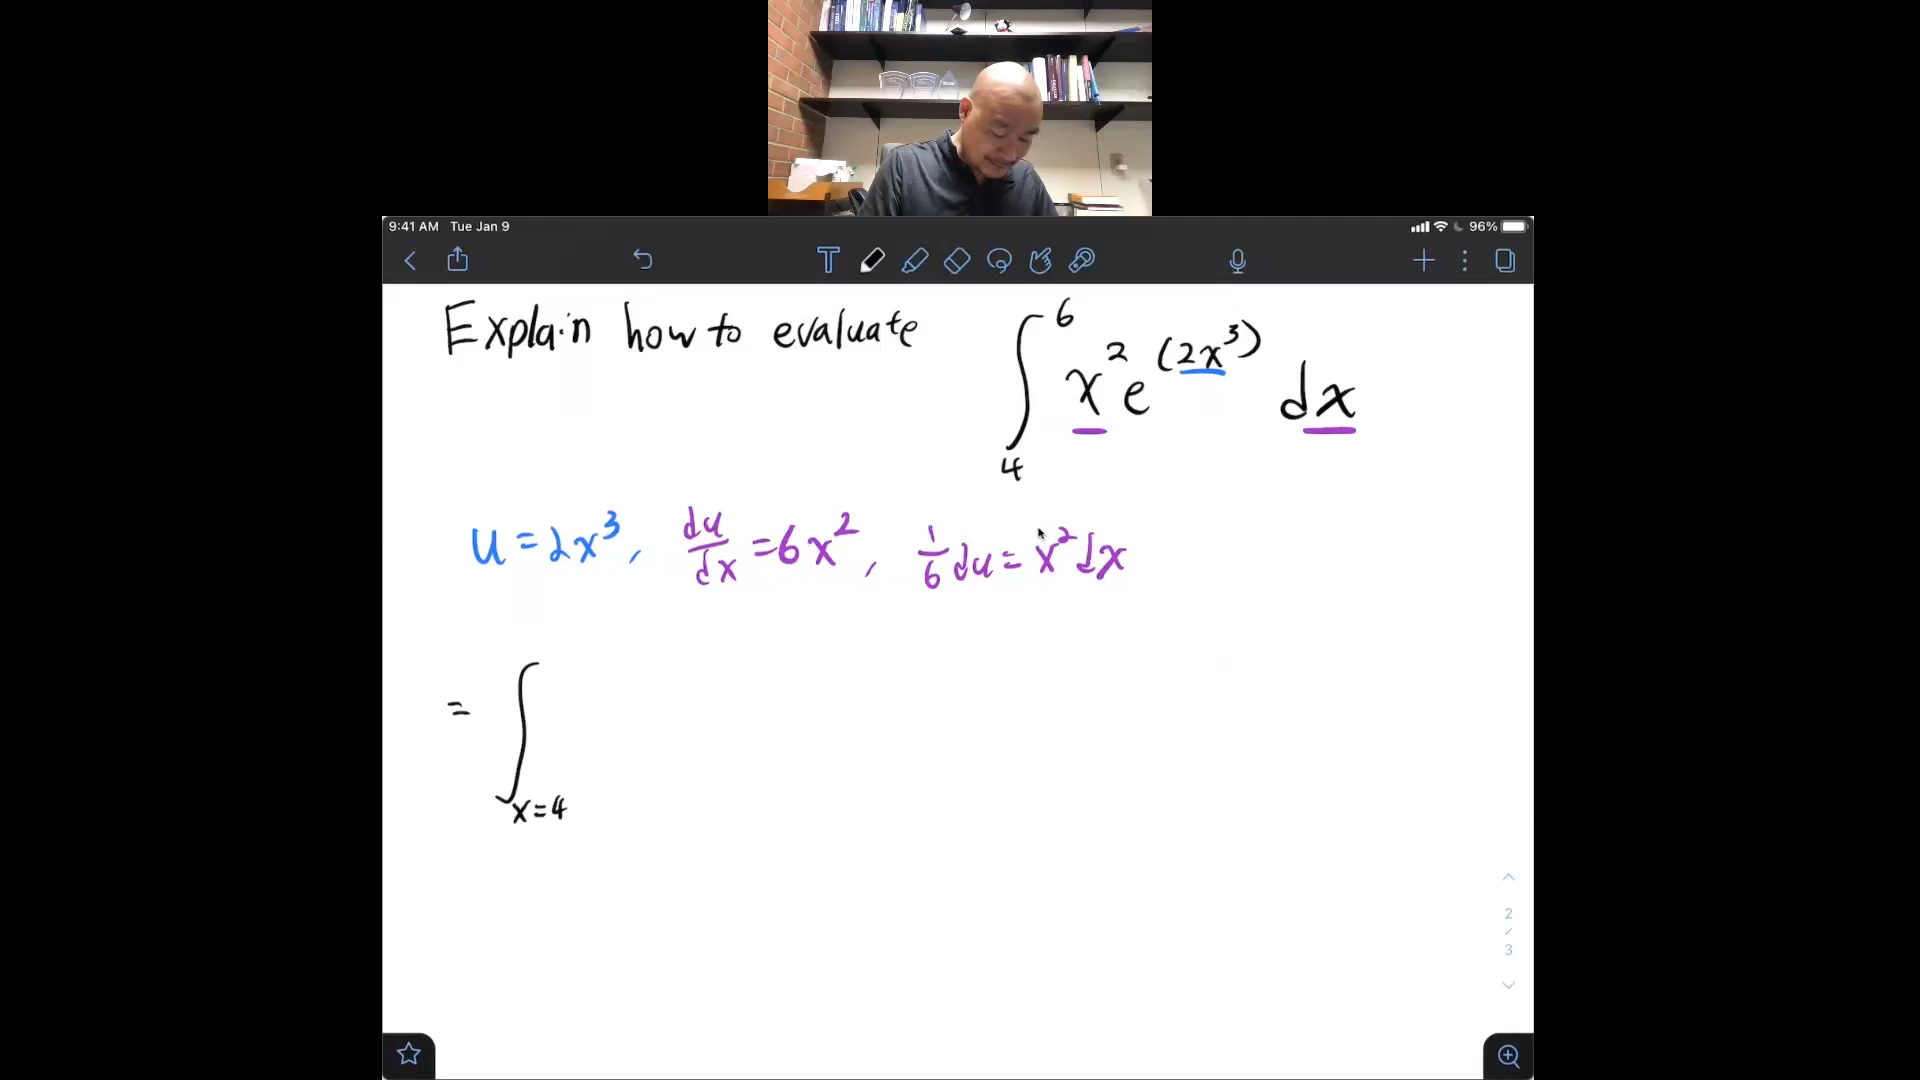 9:41 AM Tue Jan 9 96%
T
Explain how to evaluate ∫₄⁶ x² e^(2x³) dx
u = 2x³, du/dx = 6x², 1/6 du = x² dx
= ∫ x=4
2
/
3